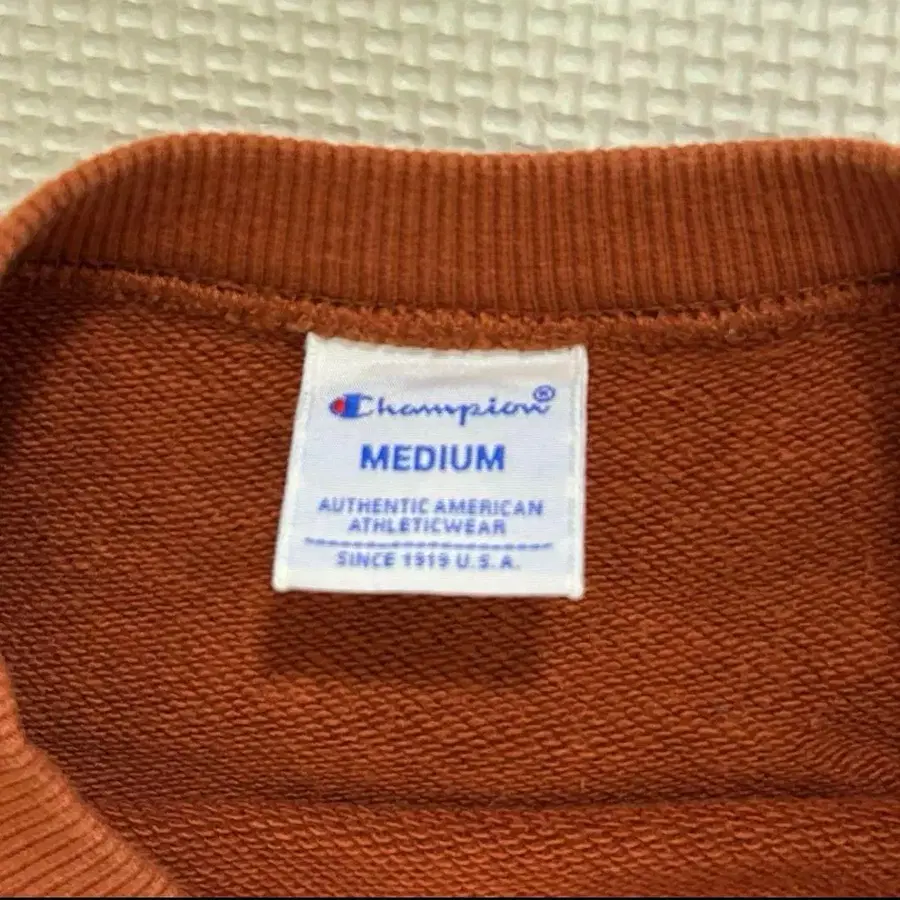 Champion®
MEDIUM
AUTHENTIC AMERICAN
ATHLETICWEAR
SINCE 1919 U.S.A.